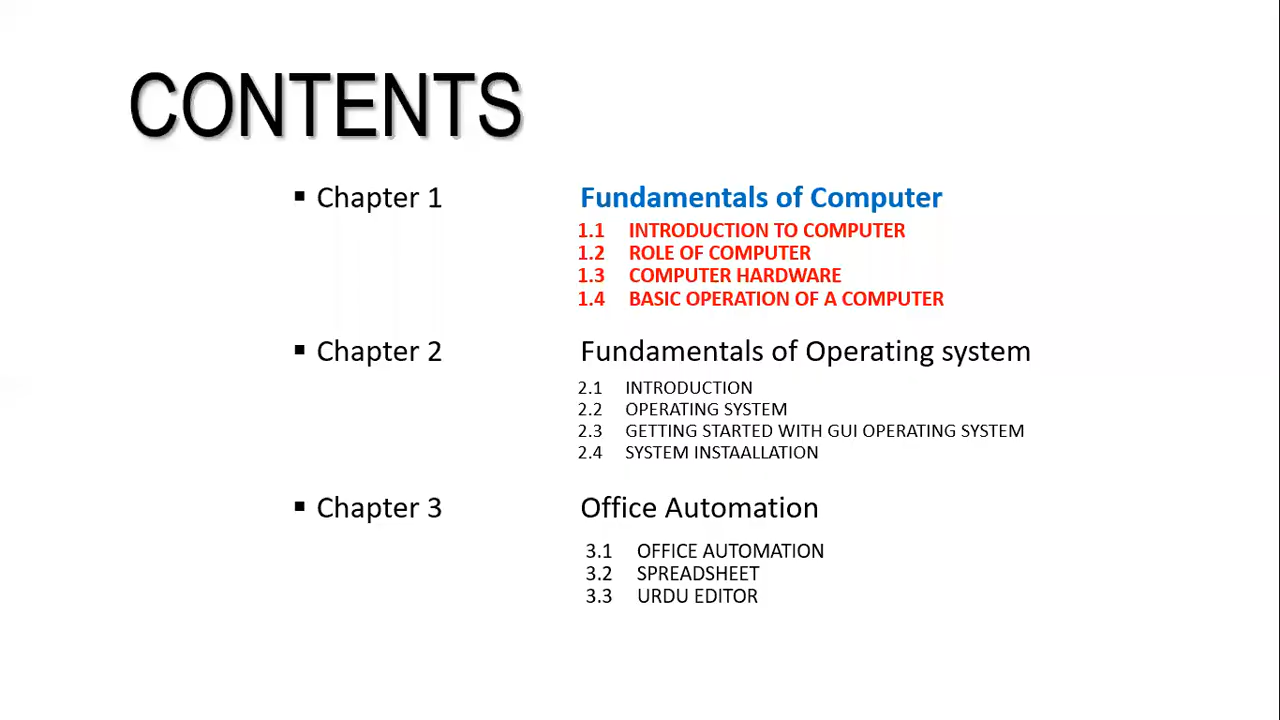 CONTENTS
▪ Chapter 1 Fundamentals of Computer
1.1 INTRODUCTION TO COMPUTER
1.2 ROLE OF COMPUTER
1.3 COMPUTER HARDWARE
1.4 BASIC OPERATION OF A COMPUTER
▪ Chapter 2 Fundamentals of Operating system
2.1 INTRODUCTION
2.2 OPERATING SYSTEM
2.3 GETTING STARTED WITH GUI OPERATING SYSTEM
2.4 SYSTEM INSTAALLATION
▪ Chapter 3 Office Automation
3.1 OFFICE AUTOMATION
3.2 SPREADSHEET
3.3 URDU EDITOR